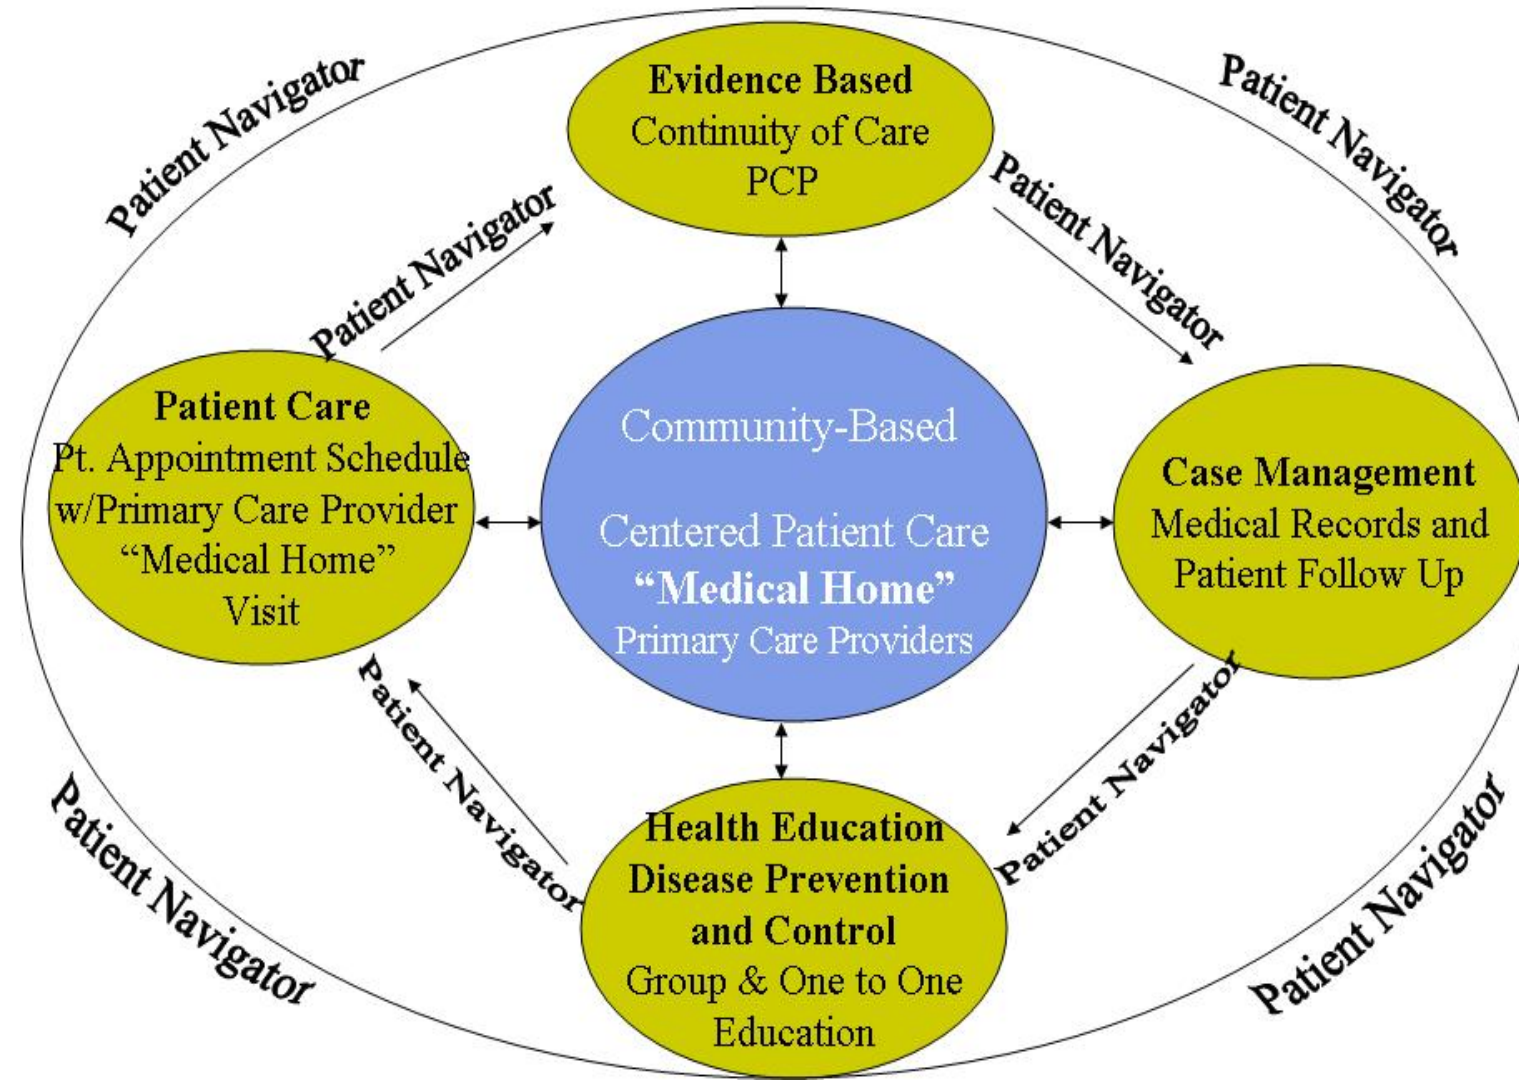 Patient Navigator
Patient Navigator
Evidence Based
Continuity of Care
PCP
Patient Navigator
Patient Navigator
Patient Care
Pt. Appointment Schedule
w/Primary Care Provider
“Medical Home”
Visit
Community-Based
Centered Patient Care
“Medical Home”
Primary Care Providers
Case Management
Medical Records and
Patient Follow Up
Patient Navigator
Patient Navigator
Health Education
Disease Prevention
and Control
Group & One to One
Education
Patient Navigator
Patient Navigator